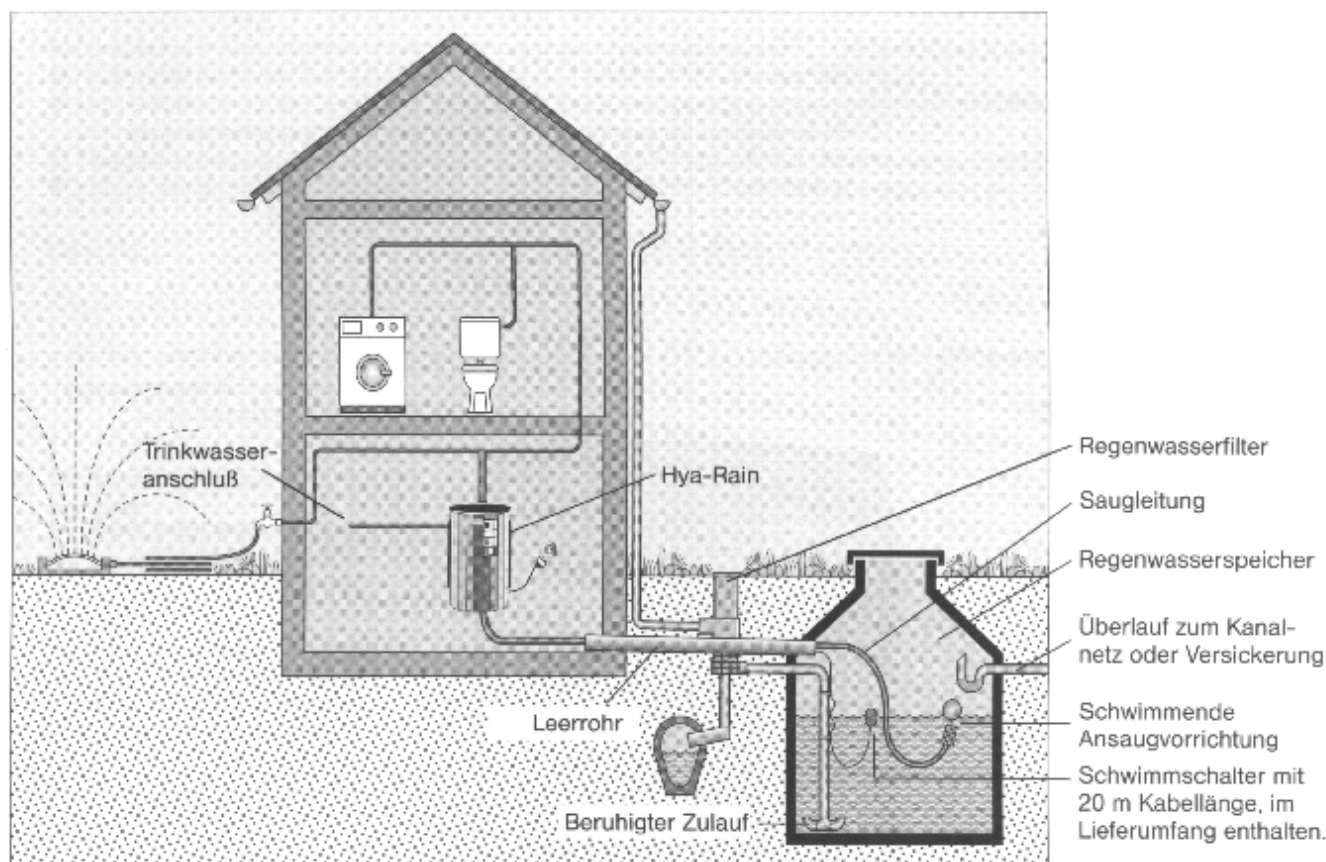 Trinkwasser-
anschluß
Hya-Rain
Regenwasserfilter
Saugleitung
Regenwasserspeicher
Überlauf zum Kanal-
netz oder Versickerung
Leerrohr
Schwimmende
Ansaugvorrichtung
Schwimmschalter mit
20 m Kabellänge, im
Lieferumfang enthalten.
Beruhigter Zulauf